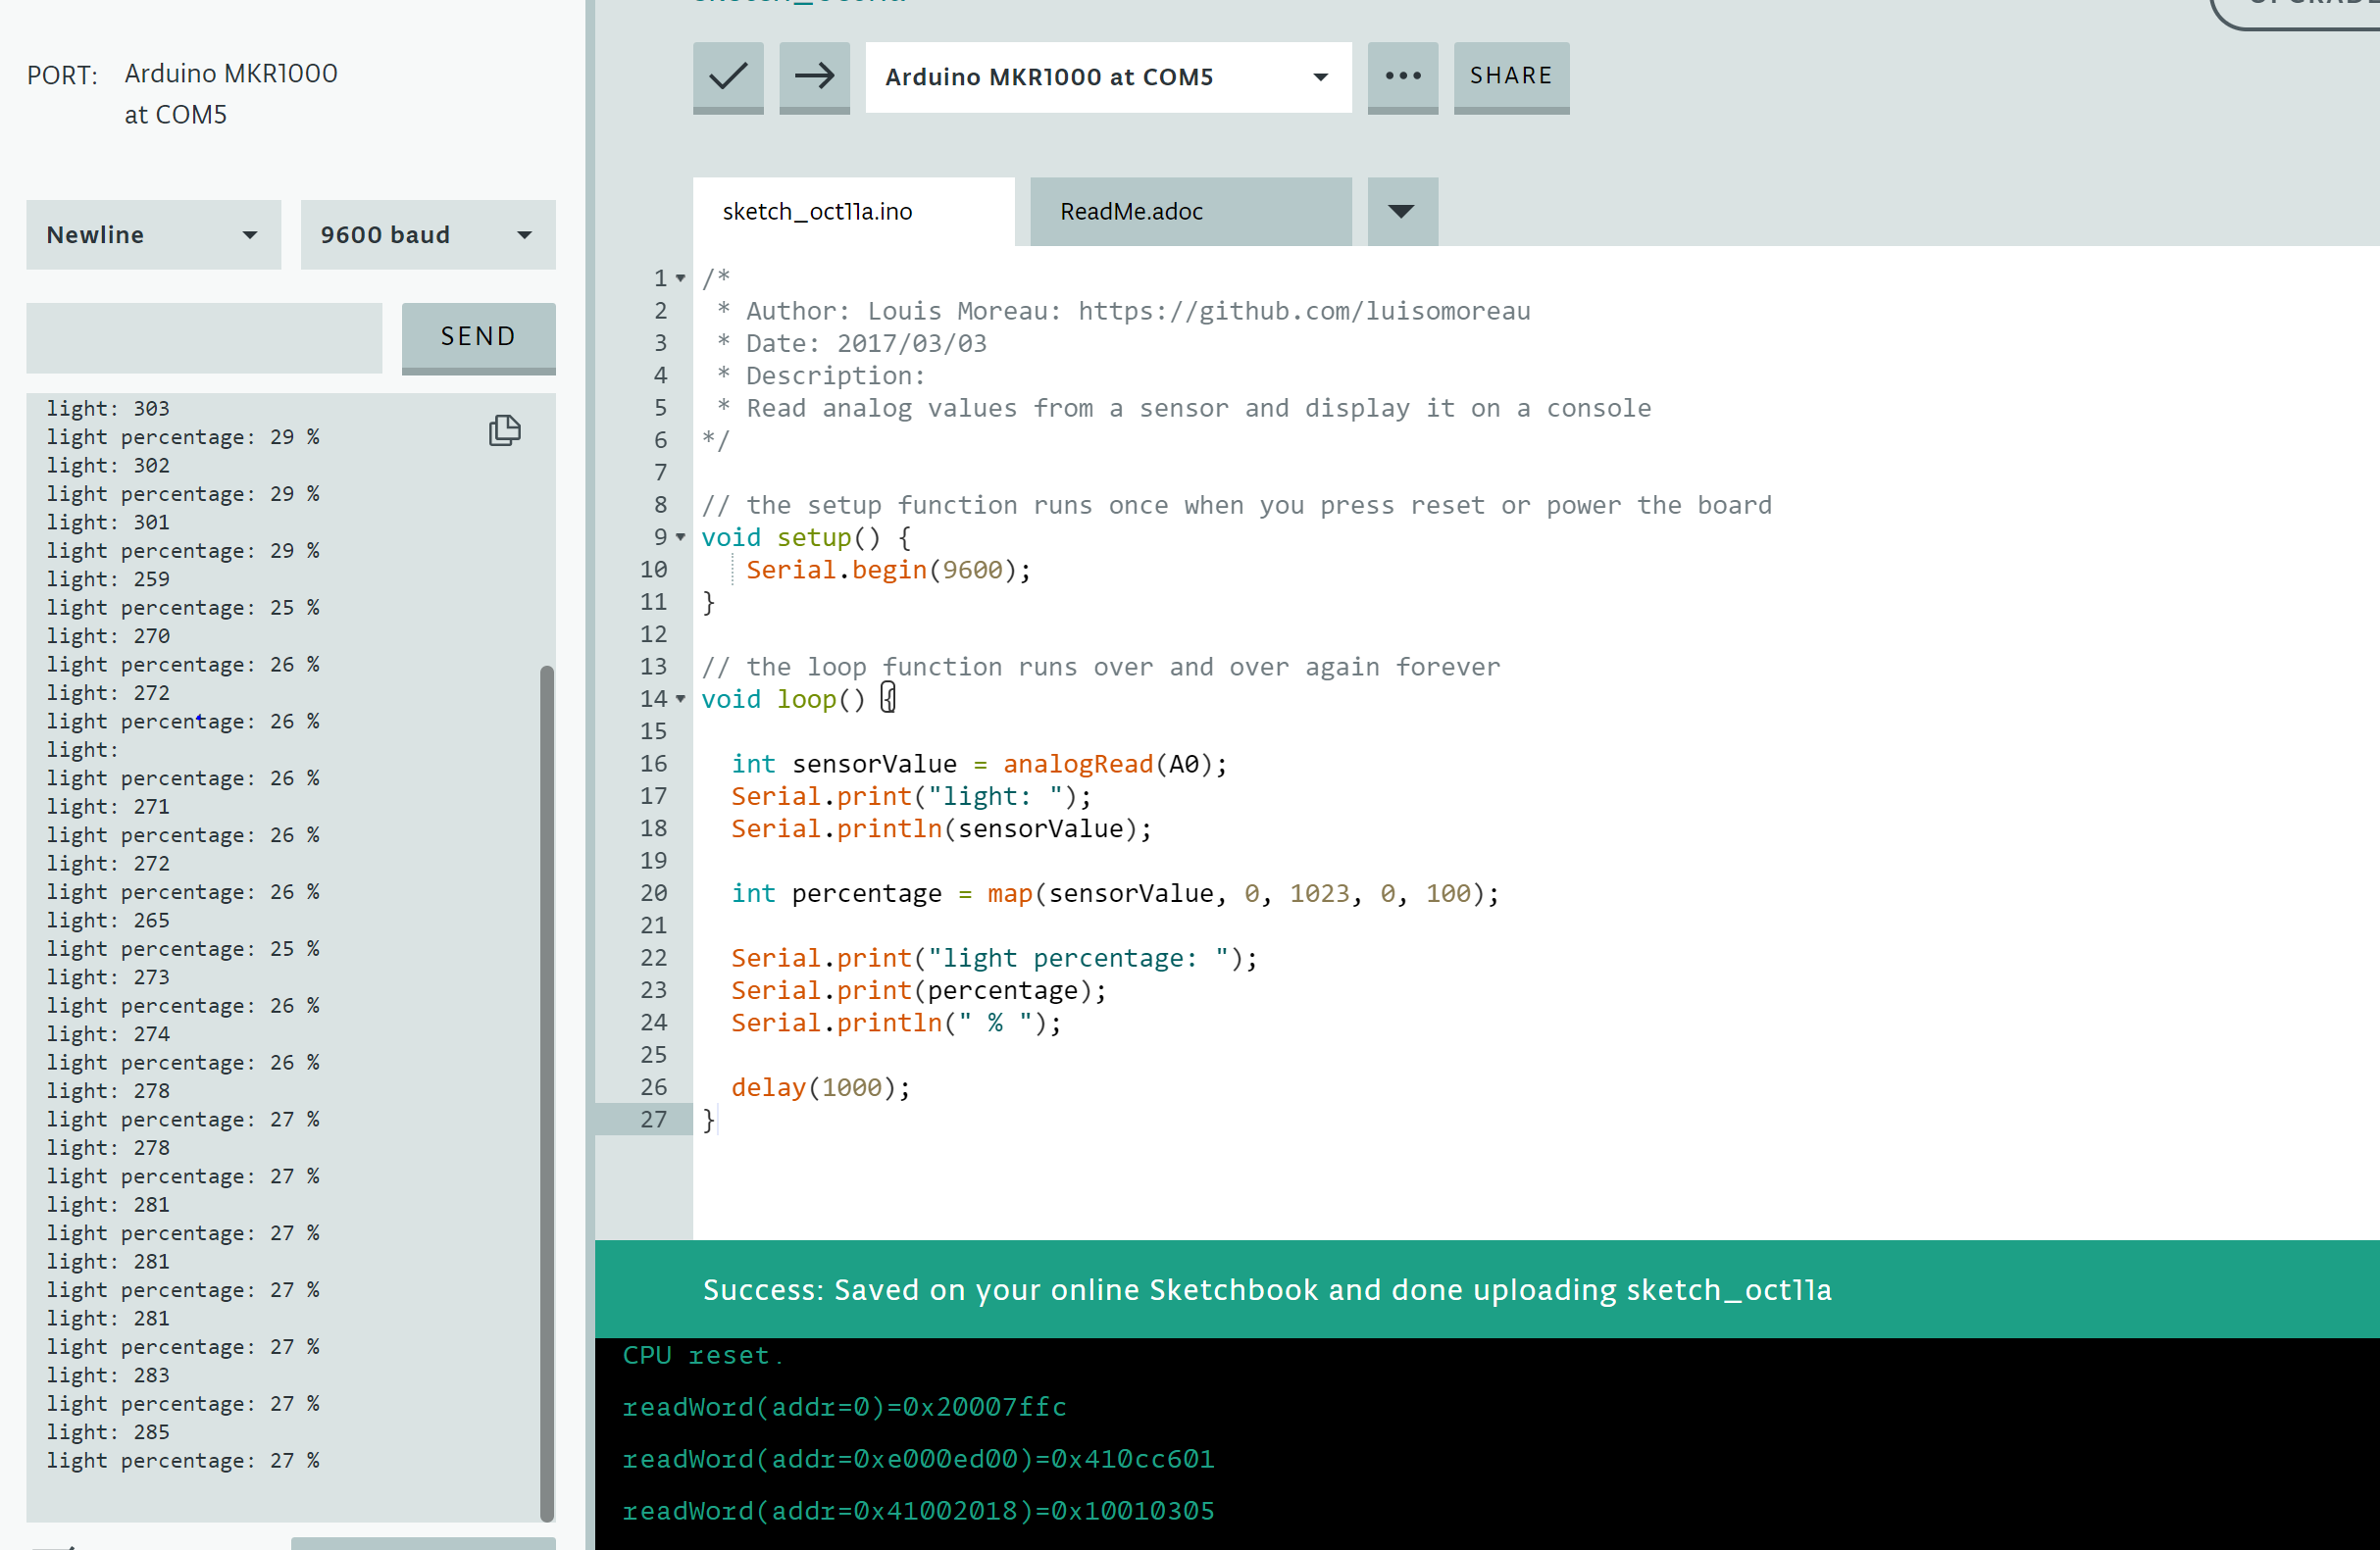 PORT: Arduino MKR1000
at COM5
Newline
9600 baud
SEND
light: 303
light percentage: 29 %
light: 302
light percentage: 29 %
light: 301
light percentage: 29 %
light: 259
light percentage: 25 %
light: 270
light percentage: 26 %
light: 272
light percentage: 26 %
light:
light percentage: 26 %
light: 271
light percentage: 26 %
light: 272
light percentage: 26 %
light: 265
light percentage: 25 %
light: 273
light percentage: 26 %
light: 274
light percentage: 26 %
light: 278
light percentage: 27 %
light: 278
light percentage: 27 %
light: 281
light percentage: 27 %
light: 281
light percentage: 27 %
light: 281
light percentage: 27 %
light: 283
light percentage: 27 %
light: 285
light percentage: 27 %
Arduino MKR1000 at COM5
SHARE
sketch_oct11a.ino
ReadMe.adoc
1 /*
2 * Author: Louis Moreau: https://github.com/luisomoreau
3 * Date: 2017/03/03
4 * Description:
5 * Read analog values from a sensor and display it on a console
6 */
7
8 // the setup function runs once when you press reset or power the board
9 void setup() {
10 Serial.begin(9600);
11 }
12
13 // the loop function runs over and over again forever
14 void loop() {
15
16 int sensorValue = analogRead(A0);
17 Serial.print("light: ");
18 Serial.println(sensorValue);
19
20 int percentage = map(sensorValue, 0, 1023, 0, 100);
21
22 Serial.print("light percentage: ");
23 Serial.print(percentage);
24 Serial.println(" % ");
25
26 delay(1000);
27 }
Success: Saved on your online Sketchbook and done uploading sketch_oct11a
CPU reset.
readWord(addr=0)=0x20007ffc
readWord(addr=0xe000ed00)=0x410cc601
readWord(addr=0x41002018)=0x10010305